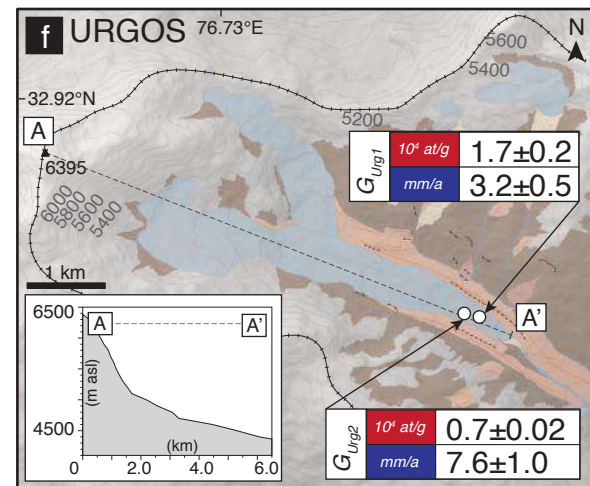 f URGOS
76.73°E
N
32.92°N
5600
5400
5200
A
6395
6000
5800
5600
5400
1 km
G Urg1
10⁴ at/g 1.7±0.2
mm/a 3.2±0.5
A'
6500
A A'
(m asl)
4500
(km)
0 2.0 4.0 6.0
G Urg2
10⁴ at/g 0.7±0.02
mm/a 7.6±1.0